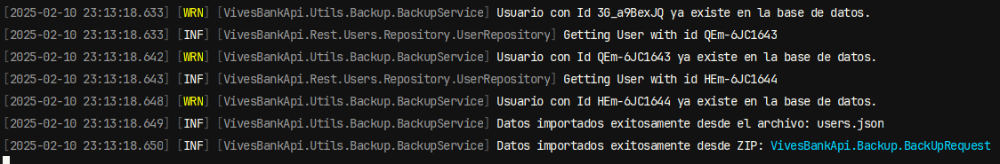 [2025-02-10 23:13:18.633] [WRN] [VivesBankApi.Utils.Backup.BackupService] Usuario con Id 3G_a9BexJQ ya existe en la base de datos.
[2025-02-10 23:13:18.633] [INF] [VivesBankApi.Rest.Users.Repository.UserRepository] Getting User with id QEm-6JC1643
[2025-02-10 23:13:18.642] [WRN] [VivesBankApi.Utils.Backup.BackupService] Usuario con Id QEm-6JC1643 ya existe en la base de datos.
[2025-02-10 23:13:18.643] [INF] [VivesBankApi.Rest.Users.Repository.UserRepository] Getting User with id HEm-6JC1644
[2025-02-10 23:13:18.648] [WRN] [VivesBankApi.Utils.Backup.BackupService] Usuario con Id HEm-6JC1644 ya existe en la base de datos.
[2025-02-10 23:13:18.649] [INF] [VivesBankApi.Utils.Backup.BackupService] Datos importados exitosamente desde el archivo: users.json
[2025-02-10 23:13:18.650] [INF] [VivesBankApi.Utils.Backup.BackupService] Datos importados exitosamente desde ZIP: VivesBankApi.Backup.BackUpRequest